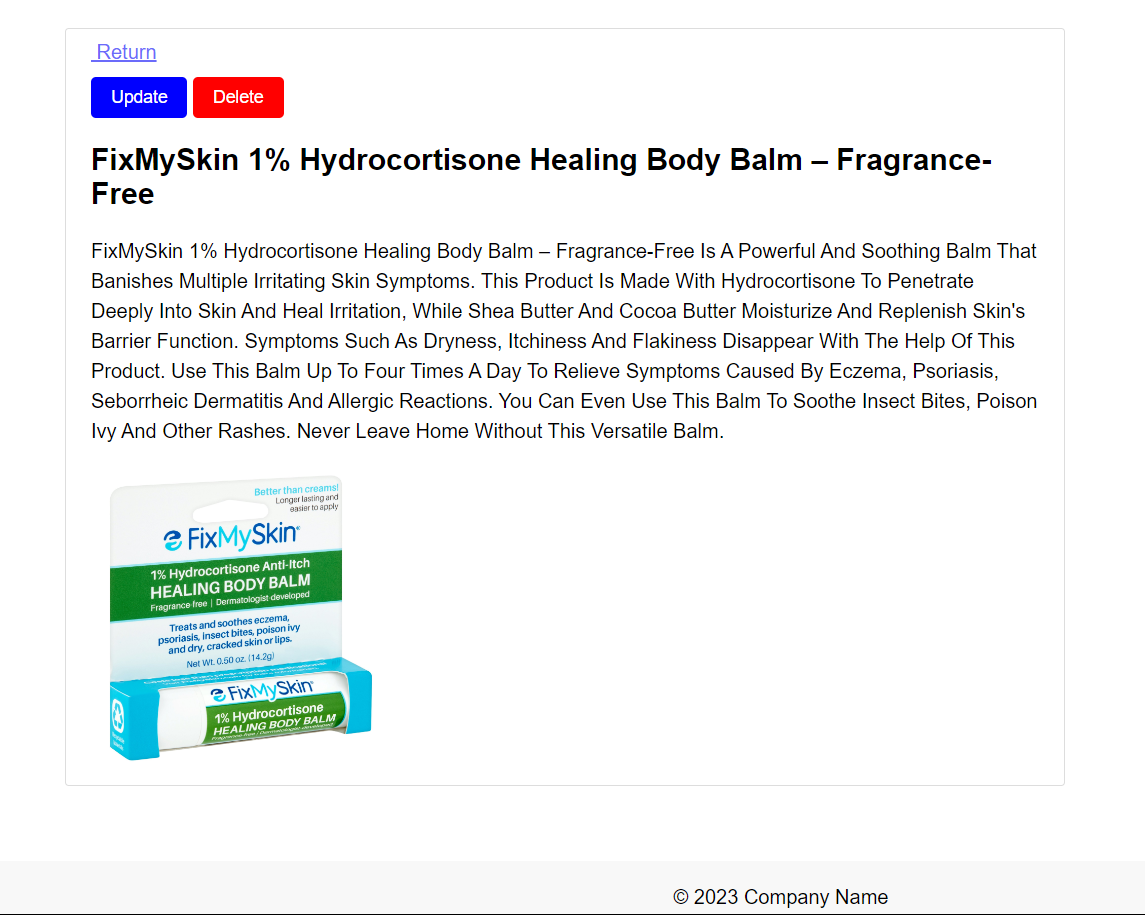 Return
Update Delete
FixMySkin 1% Hydrocortisone Healing Body Balm – Fragrance-
Free
FixMySkin 1% Hydrocortisone Healing Body Balm – Fragrance-Free Is A Powerful And Soothing Balm That
Banishes Multiple Irritating Skin Symptoms. This Product Is Made With Hydrocortisone To Penetrate
Deeply Into Skin And Heal Irritation, While Shea Butter And Cocoa Butter Moisturize And Replenish Skin's
Barrier Function. Symptoms Such As Dryness, Itchiness And Flakiness Disappear With The Help Of This
Product. Use This Balm Up To Four Times A Day To Relieve Symptoms Caused By Eczema, Psoriasis,
Seborrheic Dermatitis And Allergic Reactions. You Can Even Use This Balm To Soothe Insect Bites, Poison
Ivy And Other Rashes. Never Leave Home Without This Versatile Balm.
Better than creams!
Longer lasting and
easier to apply
FixMySkin®
1% Hydrocortisone Anti-Itch
HEALING BODY BALM
Fragrance-free | Dermatologist-developed
Treats and soothes eczema,
psoriasis, insect bites, poison ivy
and dry, cracked skin or lips.
Net Wt. 0.50 oz. (14.2g)
FixMySkin®
1% Hydrocortisone
HEALING BODY BALM
Fragrance-free | Dermatologist-developed
© 2023 Company Name